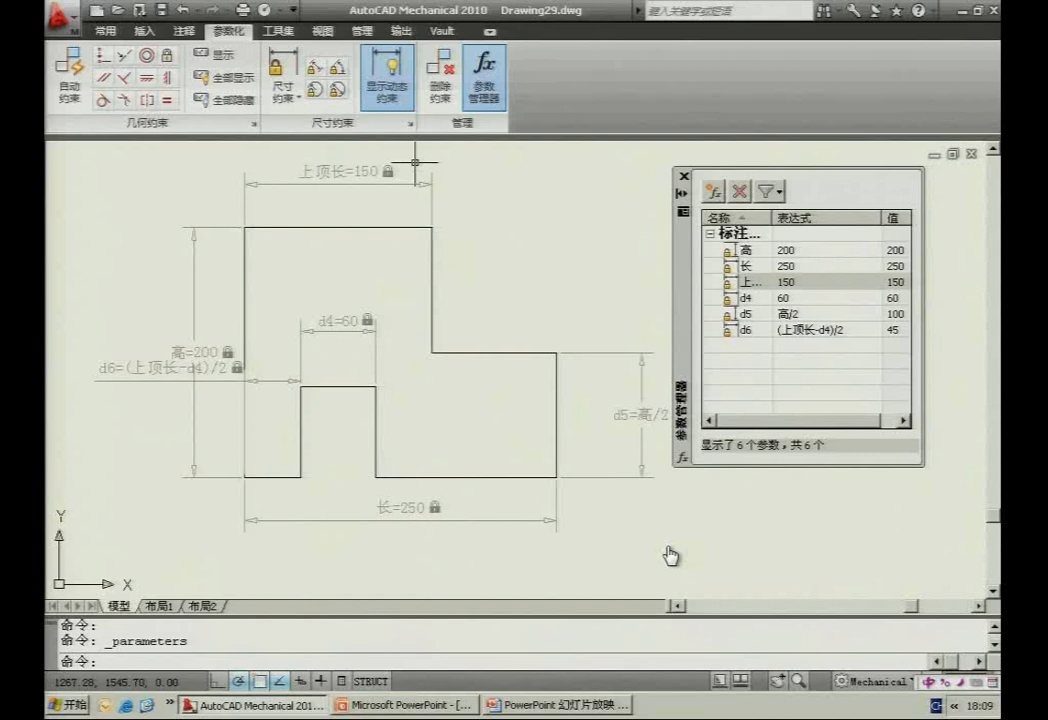 AutoCAD Mechanical 2010 Drawing29.dwg
键入关键字或短语
常用 插入 注释 参数化 工具集 视图 管理 输出 Vault
自动
约束
显示
全部显示
全部隐藏
尺寸
约束
显示动态
约束
删除
约束
fx
参数
管理器
几何约束
尺寸约束
管理
上顶长=150
d4=60
高=200
d6=(上顶长-d4)/2
d5=高/2
长=250
Y
X
名称 表达式 值
标注...
高 200 200
长 250 250
上... 150 150
d4 60 60
d5 高/2 100
d6 (上顶长-d4)/2 45
显示了6个参数，共6个
参数管理器
模型 布局1 布局2
命令:
命令: _parameters
命令:
1267.28, 1545.70, 0.00
STRUCT
Mechanical
开始
AutoCAD Mechanical 201...
Microsoft PowerPoint - [...
PowerPoint 幻灯片放映 ...
18:09